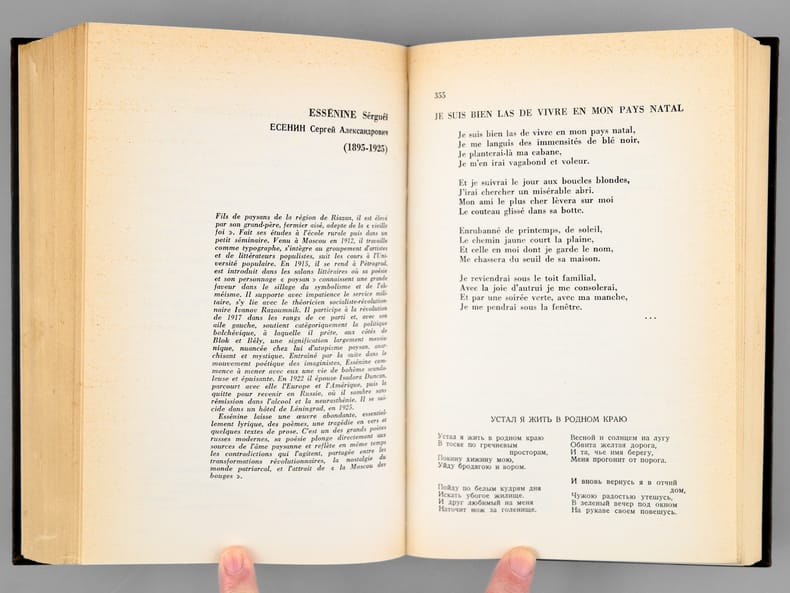 ESSÉNINE Serguëï
ЕСЕНИН Сергей Александрович
(1895-1925)
Fils de paysans de la région de Riazan, il est élevé
par son grand-père, fermier aisé, adepte de la « vieille
foi ». Fait ses études à l'école rurale puis dans un
petit séminaire. Venu à Moscou en 1912, il travaille
comme typographe, s'intègre au groupement d'artistes
et de littérateurs populistes, suit les cours à l'Uni-
versité populaire. En 1915, il se rend à Pétrograd,
est introduit dans les salons littéraires où sa poésie
et son personnage « paysan » connaissent une grande
faveur dans le sillage du symbolisme et de l'ak-
méisme. Il supporte avec impatience le service mili-
taire, s'y lie avec le théoricien socialiste-révolution-
naire Ivanov Razoumnik. Il participe à la révolution
de 1917 dans les rangs de ce parti et, avec son
aile gauche, soutient catégoriquement la politique
bolchévique, à laquelle il prête, aux côtés de
Blok et Bély, une signification largement messia-
nique, nuancée chez lui d'utopisme paysan, anar-
chisant et mystique. Entraîné par la suite dans le
mouvement poétique des imaginistes, Essénine com-
mence à mener avec eux une vie de bohème scanda-
leuse et épuisante. En 1922 il épouse Isadora Duncan,
parcourt avec elle l'Europe et l'Amérique, puis la
quitte pour revenir en Russie, où il sombre sans
rémission dans l'alcool et la neurasthénie. Il se sui-
cide dans un hôtel de Léningrad, en 1925.
Essénine laisse une œuvre abondante, essentiel-
lement lyrique, des poèmes, une tragédie en vers et
quelques textes de prose. C'est un des grands poètes
russes modernes, sa poésie plonge directement aux
sources de l'âme paysanne et reflète en même temps
les contradictions qui l'agitent, partagée entre les
transformations révolutionnaires, la nostalgie du
monde patriarcal, et l'attrait de « la Moscou des
bouges ».
355
JE SUIS BIEN LAS DE VIVRE EN MON PAYS NATAL
Je suis bien las de vivre en mon pays natal,
Je me languis des immensités de blé noir,
Je planterai-là ma cabane,
Je m'en irai vagabond et voleur.
Et je suivrai le jour aux boucles blondes,
J'irai chercher un misérable abri.
Mon ami le plus cher lèvera sur moi
Le couteau glissé dans sa botte.
Enrubanné de printemps, de soleil,
Le chemin jaune court la plaine,
Et celle en moi dont je garde le nom,
Me chassera du seuil de sa maison.
Je reviendrai sous le toit familial,
Avec la joie d'autrui je me consolerai,
Et par une soirée verte, avec ma manche,
Je me pendrai sous la fenêtre.
...
УСТАЛ Я ЖИТЬ В РОДНОМ КРАЮ
Устал я жить в родном краю
В тоске по гречневым
просторам,
Покину хижину мою,
Уйду бродягою и вором.
Пойду по белым кудрям дня
Искать убогое жилище.
И друг любимый на меня
Наточит нож за голенище.
Весной и солнцем на лугу
Обвита желтая дорога,
И та, чье имя берегу,
Меня прогонит от порога.
И вновь вернусь я в отчий
дом,
Чужою радостью утешусь,
В зеленый вечер под окном
На рукаве своем повешусь.